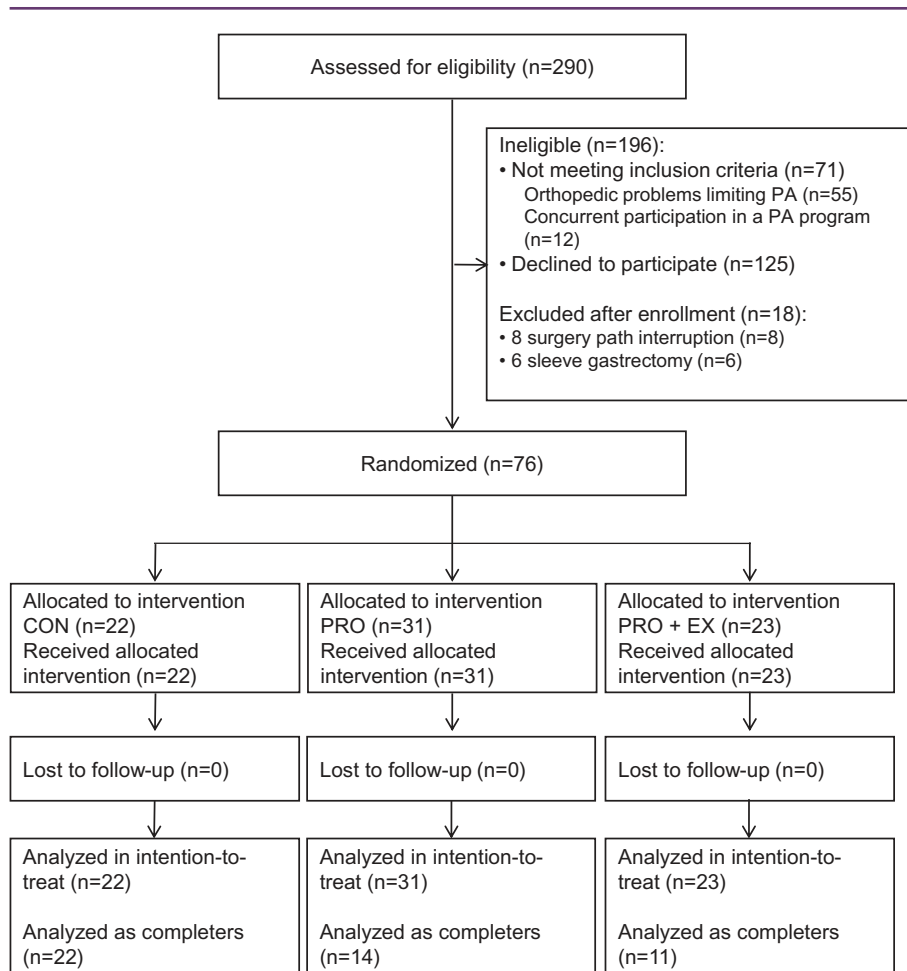 Assessed for eligibility (n=290)
Ineligible (n=196):
• Not meeting inclusion criteria (n=71)
Orthopedic problems limiting PA (n=55)
Concurrent participation in a PA program
(n=12)
• Declined to participate (n=125)
Excluded after enrollment (n=18):
• 8 surgery path interruption (n=8)
• 6 sleeve gastrectomy (n=6)
Randomized (n=76)
Allocated to intervention
CON (n=22)
Received allocated
intervention (n=22)
Allocated to intervention
PRO (n=31)
Received allocated
intervention (n=31)
Allocated to intervention
PRO + EX (n=23)
Received allocated
intervention (n=23)
Lost to follow-up (n=0)
Lost to follow-up (n=0)
Lost to follow-up (n=0)
Analyzed in intention-to-
treat (n=22)
Analyzed as completers
(n=22)
Analyzed in intention-to-
treat (n=31)
Analyzed as completers
(n=14)
Analyzed in intention-to-
treat (n=23)
Analyzed as completers
(n=11)